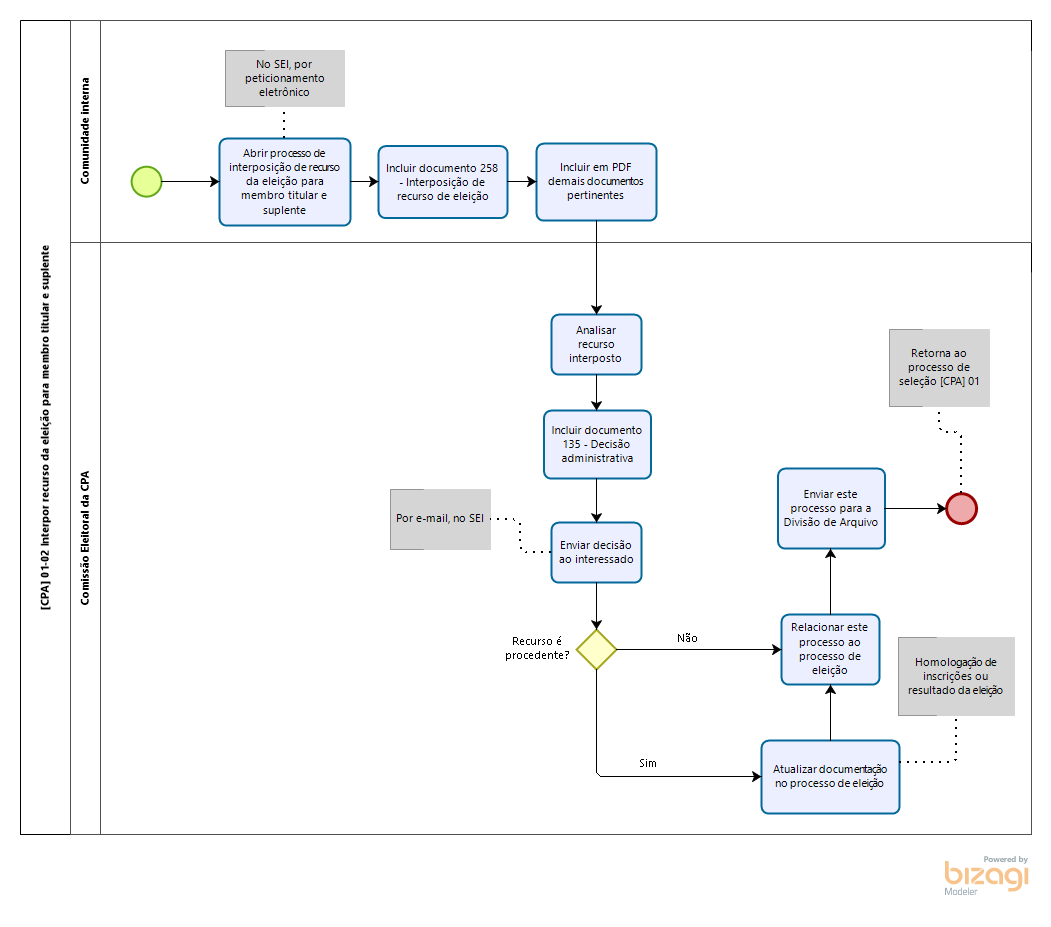 [CPA] 01-02 Interpor recurso da eleição para membro titular e suplente
Comunidade interna
No SEI, por
peticionamento
eletrônico
Abrir processo de
interposição de recurso
da eleição para
membro titular e
suplente
Incluir documento 258
- Interposição de
recurso de eleição
Incluir em PDF
demais documentos
pertinentes
Comissão Eleitoral da CPA
Analisar
recurso
interposto
Incluir documento
135 - Decisão
administrativa
Por e-mail, no SEI
Enviar decisão
ao interessado
Recurso é
procedente?
Não
Sim
Atualizar documentação
no processo de eleição
Homologação de
inscrições ou
resultado da eleição
Relacionar este
processo ao
processo de
eleição
Enviar este
processo para a
Divisão de Arquivo
Retorna ao
processo de
seleção [CPA] 01
Powered by
bizagi
Modeler